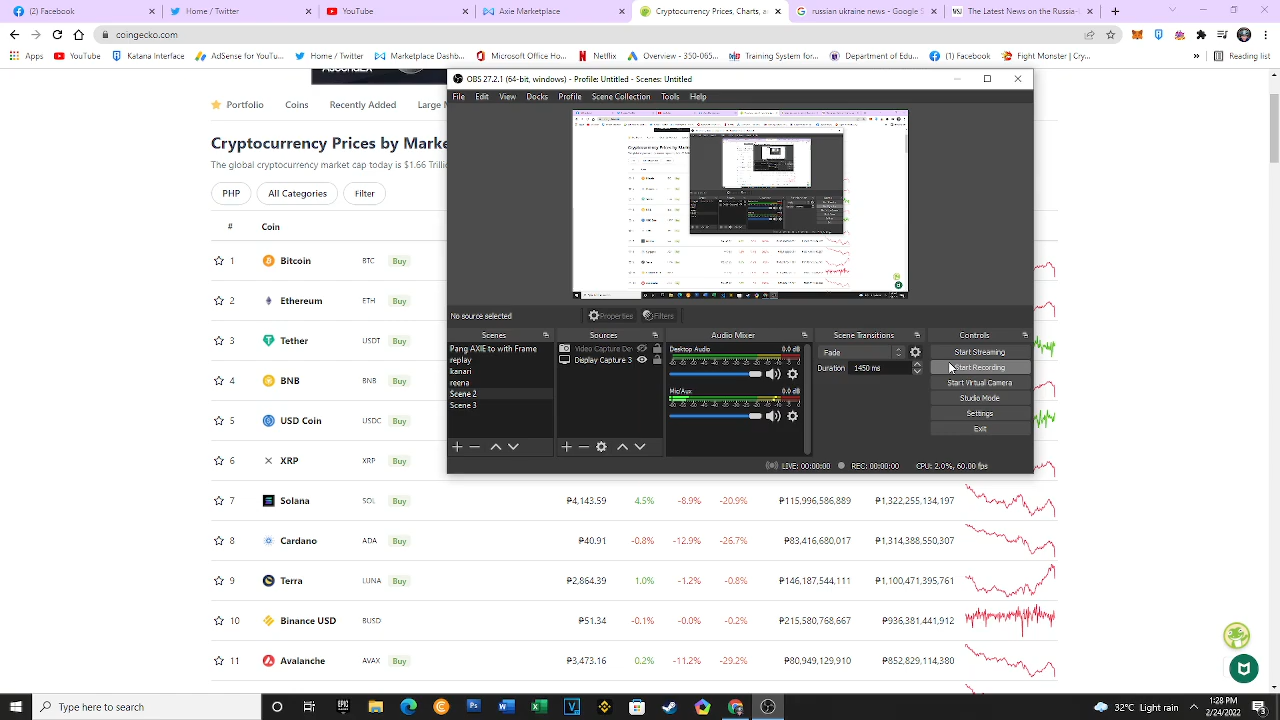 (1) Facebook
Home / Twitter
YouTube
Axie Marketplace
Cryptocurrency Prices, Charts, a
russian ukraine news - Google S
The Latest News on the Russia-
coingecko.com
Apps
YouTube
Katana Interface
AdSense for YouTu...
Home / Twitter
Marketplace Dashb...
Microsoft Office Ho...
Netflix
Overview - 350-065...
Training System for...
Department of Edu...
(1) Facebook
Fight Monster | Cry...
»
Reading list
Portfolio
Coins
Recently Added
Large M
Cryptocurrency Prices by Marke
The global cryptocurrency market cap today is $1.66 Trilli
PHP
All Categories
Filter
#
Coin
1 Bitcoin BTC Buy
2 Ethereum ETH Buy
3 Tether USDT Buy
4 BNB BNB Buy
5 USD Coin USDC Buy
6 XRP XRP Buy
7 Solana SOL Buy ₱4,143.59 4.5% -8.9% -20.9% ₱115,996,586,889 ₱1,322,255,134,197
8 Cardano ADA Buy ₱40.91 -0.8% -12.9% -26.7% ₱83,416,680,017 ₱1,314,388,550,307
9 Terra LUNA Buy ₱2,864.39 1.0% -1.2% -0.8% ₱146,187,544,111 ₱1,100,471,395,761
10 Binance USD BUSD ₱51.34 -0.1% -0.0% -0.2% ₱215,580,768,667 ₱936,381,441,912
11 Avalanche AVAX Buy ₱3,473.16 0.2% -11.2% -29.2% ₱80,949,129,910 ₱852,829,114,380
OBS 27.2.1 (64-bit, windows) - Profile: Untitled - Scenes: Untitled
File Edit View Docks Profile Scene Collection Tools Help
No source selected
Properties
Filters
Scenes
Pang AXIE to with Frame
replay
kanari
reena
Scene 2
Scene
Sources
Video Capture De
Display Capture 3
Audio Mixer
Desktop Audio
0.0 dB
Mic/Aux
0.0 dB
Scene Transitions
Fade
Duration
1450 ms
Controls
Start Streaming
Start Recording
Start Virtual Camera
Studio Mode
Settings
Exit
LIVE: 00:00:00
REC: 00:00:00
CPU: 2.0%, 60.00 fps
Type here to search
32°C Light rain
1:28 PM
2/24/2022